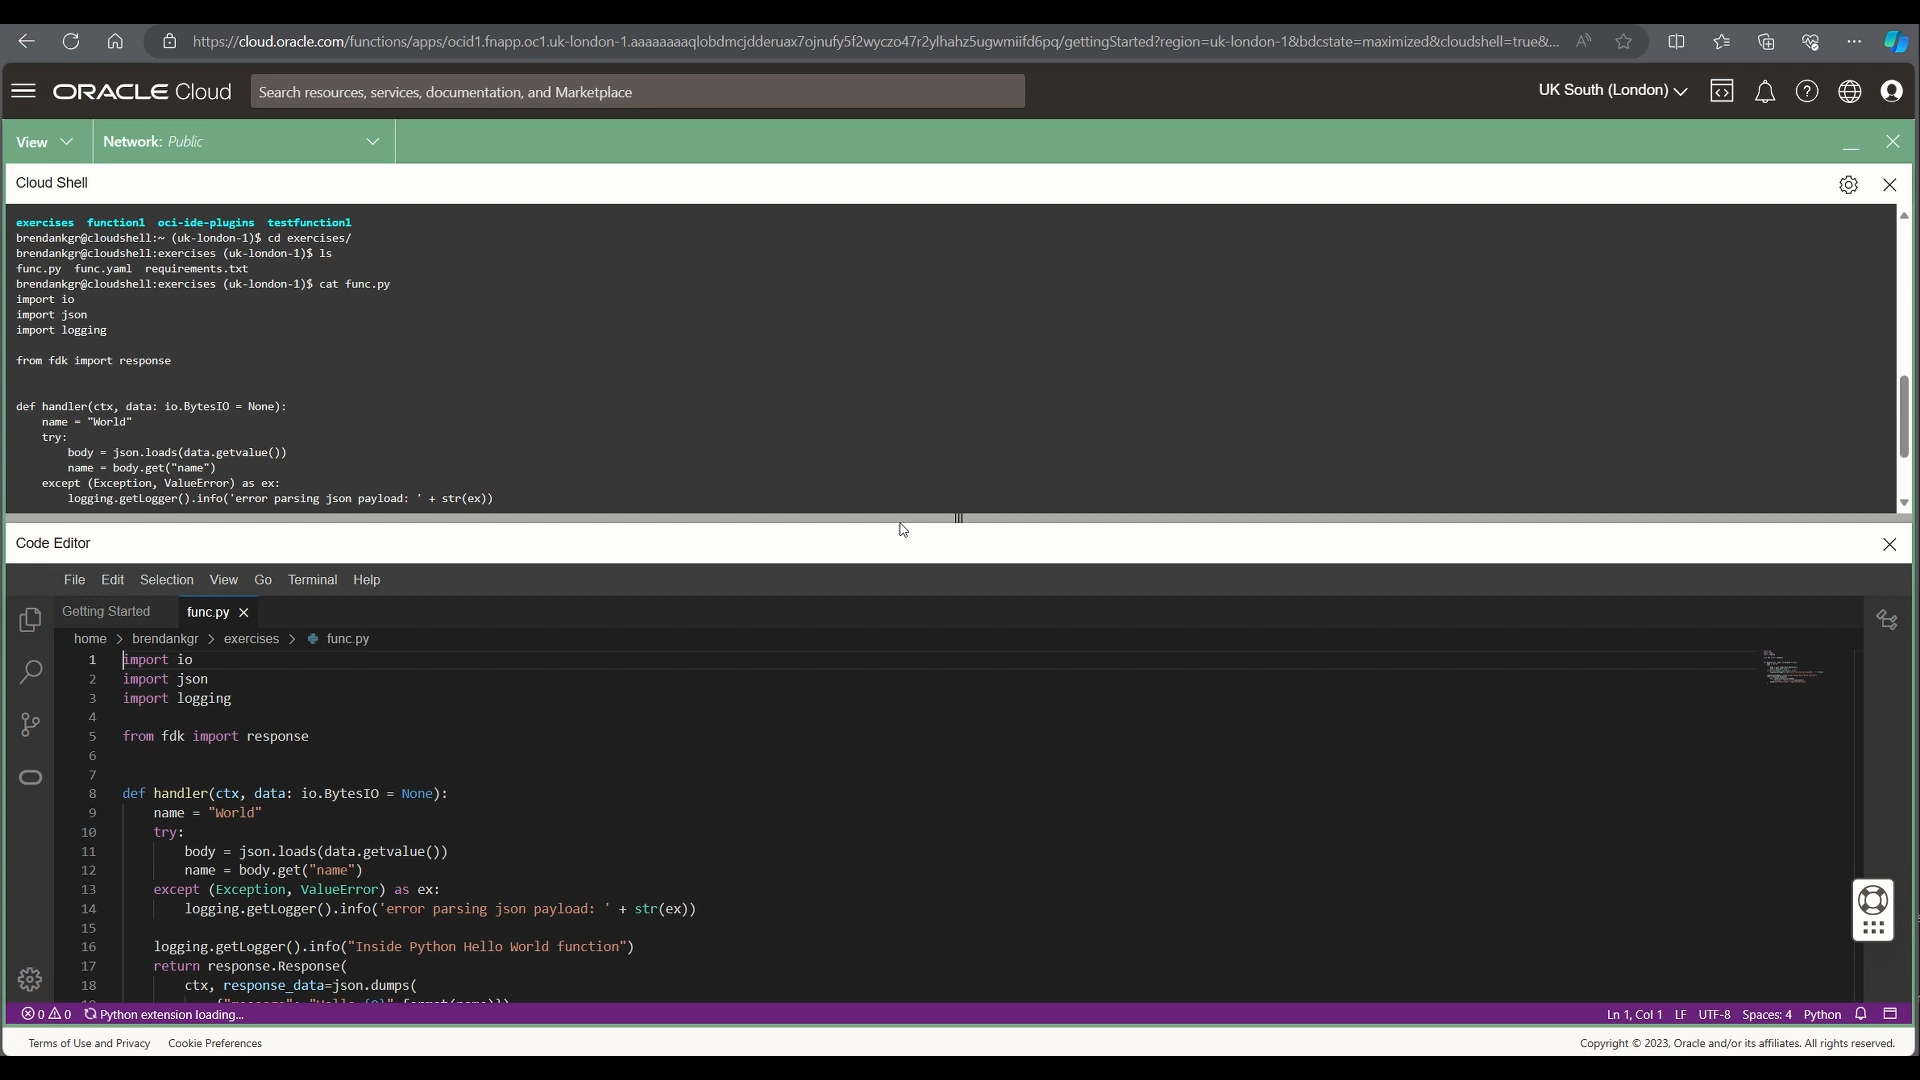 https://cloud.oracle.com/functions/apps/ocid1.fnapp.oc1.uk-london-1.aaaaaaaaqlobdmcjdderuax7ojnufy5f2wyczo47r2ylhahz5ugwmiifd6pq/gettingStarted?region=uk-london-1&bdcstate=maximized&cloudshell=true&...
ORACLE Cloud
Search resources, services, documentation, and Marketplace
UK South (London)
View
Network: Public
Cloud Shell
exercises function1 oci-ide-plugins testfunction1
brendankgr@cloudshell:~ (uk-london-1)$ cd exercises/
brendankgr@cloudshell:exercises (uk-london-1)$ ls
func.py func.yaml requirements.txt
brendankgr@cloudshell:exercises (uk-london-1)$ cat func.py
import io
import json
import logging
from fdk import response
def handler(ctx, data: io.BytesIO = None):
name = "World"
try:
body = json.loads(data.getvalue())
name = body.get("name")
except (Exception, ValueError) as ex:
logging.getLogger().info('error parsing json payload: ' + str(ex))
Code Editor
File Edit Selection View Go Terminal Help
Getting Started func.py
home > brendankgr > exercises > func.py
1 import io
2 import json
3 import logging
4
5 from fdk import response
6
7
8 def handler(ctx, data: io.BytesIO = None):
9 name = "World"
10 try:
11 body = json.loads(data.getvalue())
12 name = body.get("name")
13 except (Exception, ValueError) as ex:
14 logging.getLogger().info('error parsing json payload: ' + str(ex))
15
16 logging.getLogger().info("Inside Python Hello World function")
17 return response.Response(
18 ctx, response_data=json.dumps(
0 0 Python extension loading...
Ln 1, Col 1 LF UTF-8 Spaces: 4 Python
Terms of Use and Privacy Cookie Preferences
Copyright © 2023, Oracle and/or its affiliates. All rights reserved.